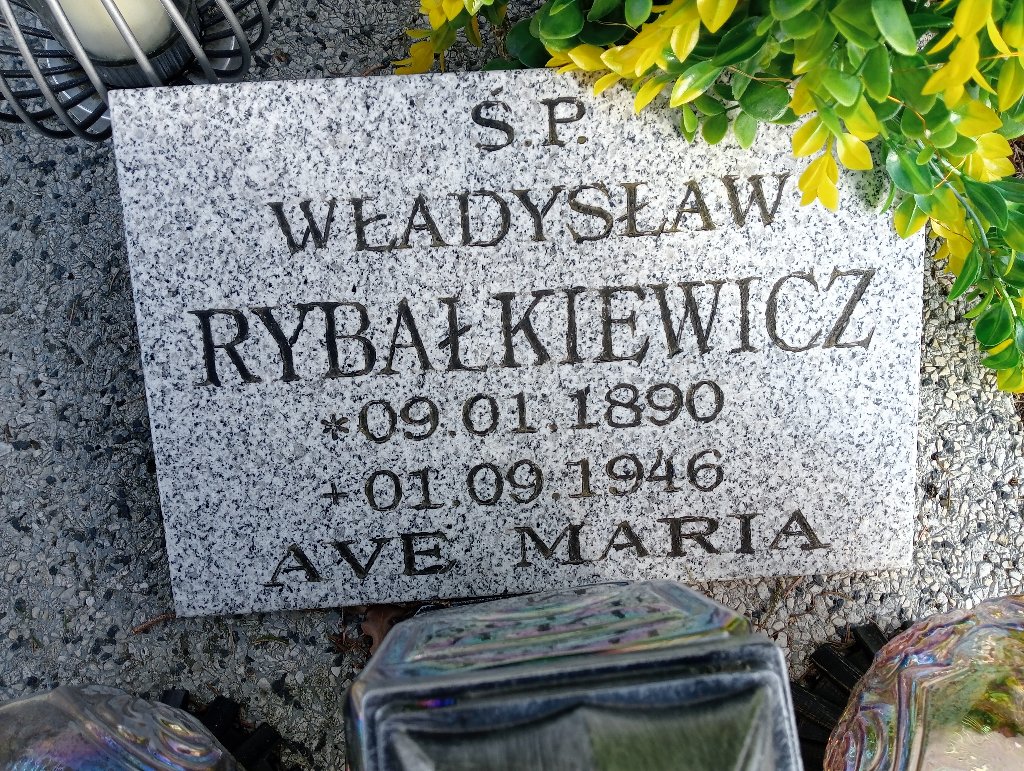 Ś.P.
WŁADYSŁAW
RYBAŁKIEWICZ
*09.01.1890
+01.09.1946
AVE MARIA